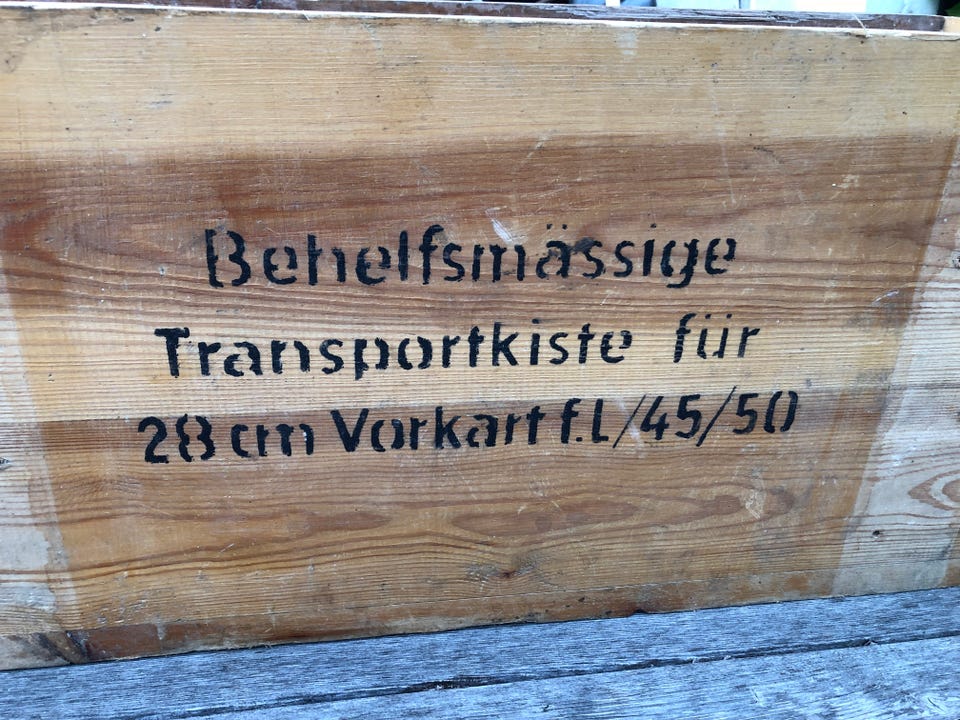 Behelfsmässige
Transportkiste für
28 cm Vorkart f.L/45/50